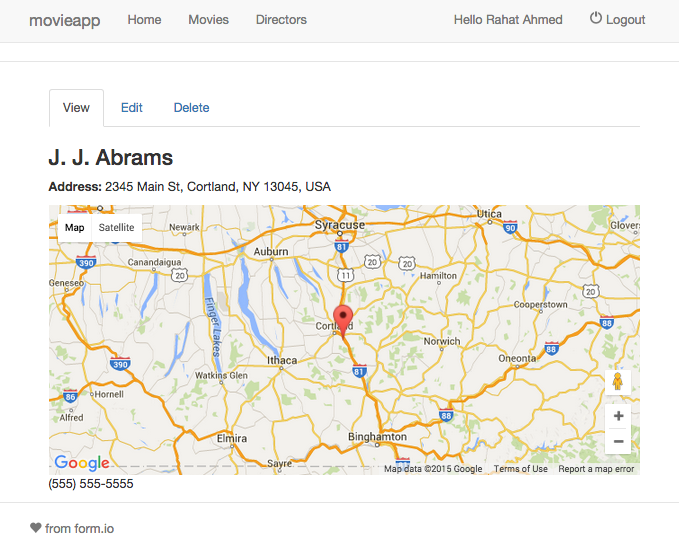 movieapp Home Movies Directors Hello Rahat Ahmed Logout
View Edit Delete
J. J. Abrams
Address: 2345 Main St, Cortland, NY 13045, USA
Map Satellite
Newark
Syracuse
Utica
90
Glovers
81
Auburn
390
Canandaigua
20
20
20
11
Geneseo
Hamilton
20
Finger Lakes
Cooperstown
Cortland
88
Norwich
88
Ithaca
Oneonta
390
81
Watkins Glen
86
Hornell
Alfred
88
Elmira
Binghamton
Sayre
Google
Map data ©2015 Google Terms of Use Report a map error
(555) 555-5555
from form.io